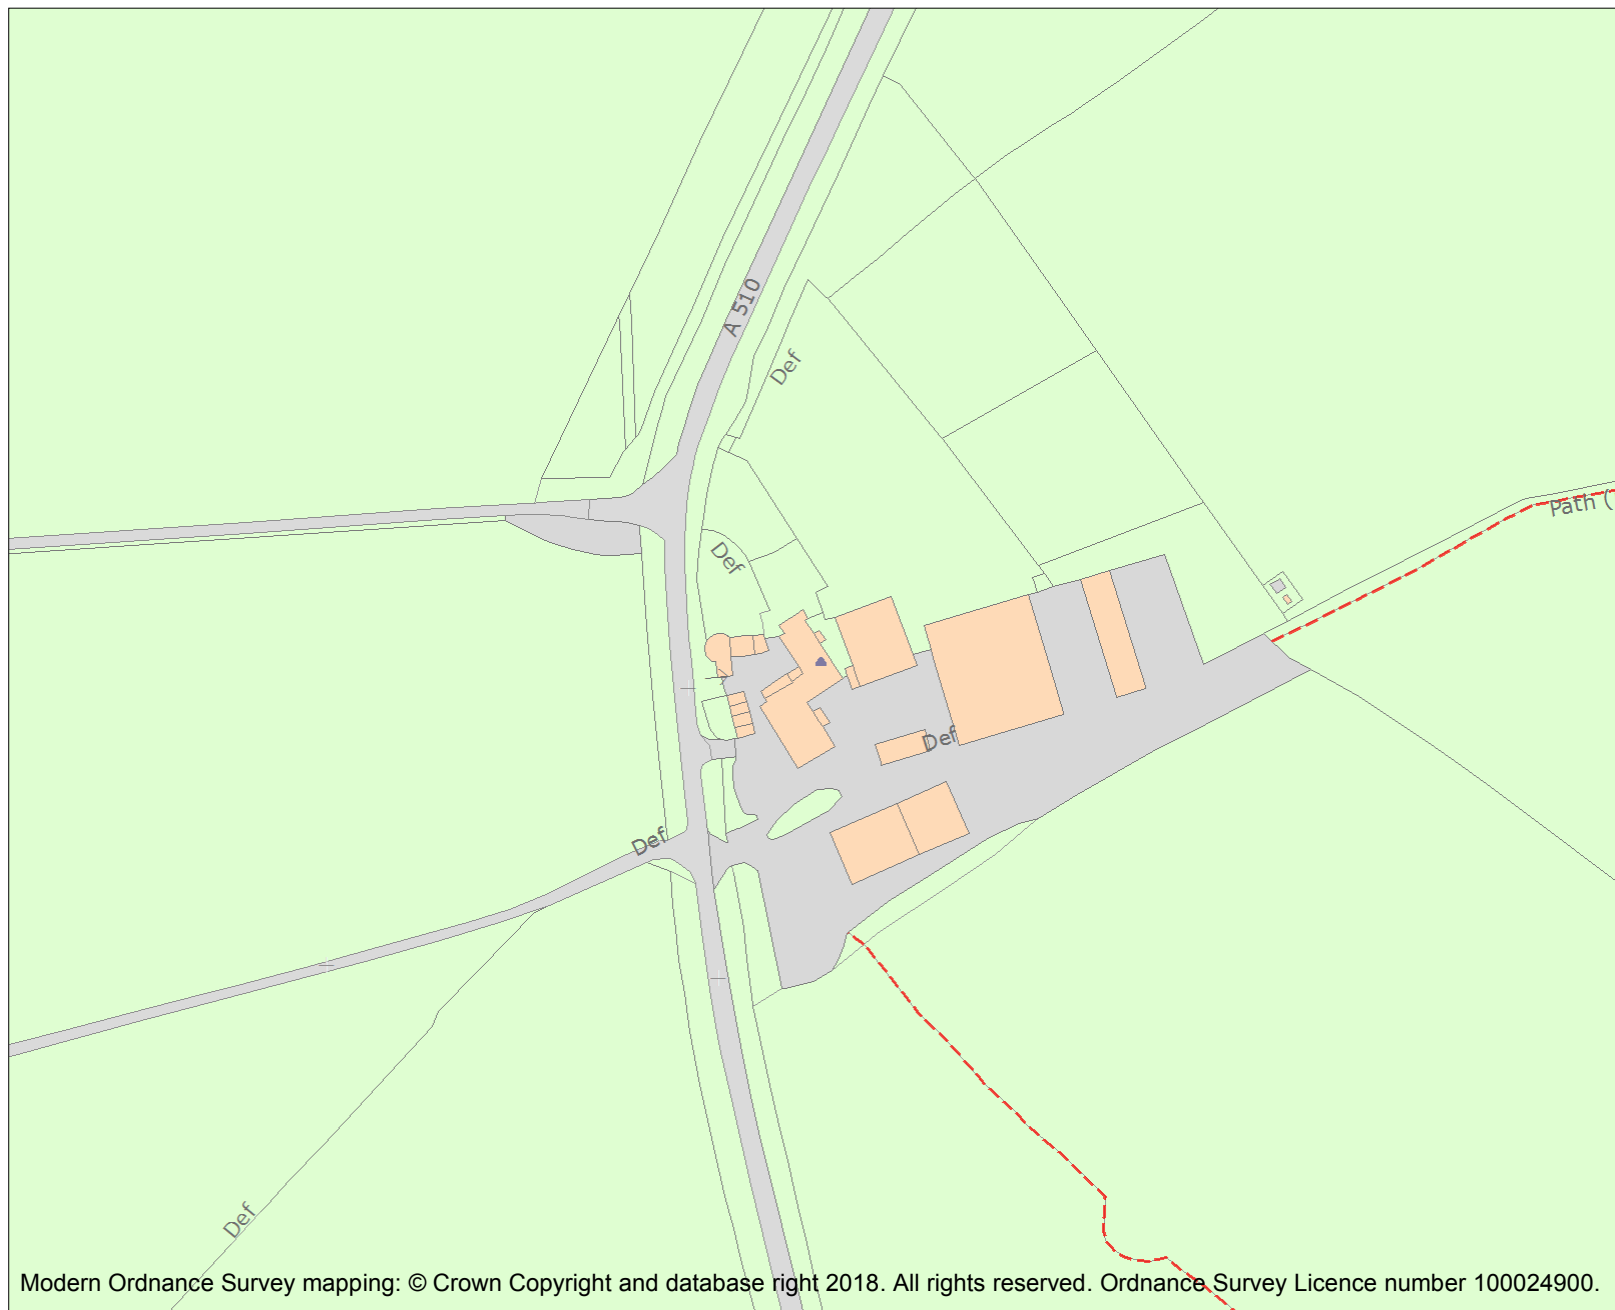 A 510
Def
Path (
Def
Def
Def
Def
Modern Ordnance Survey mapping: © Crown Copyright and database right 2018. All rights reserved. Ordnance Survey Licence number 100024900.